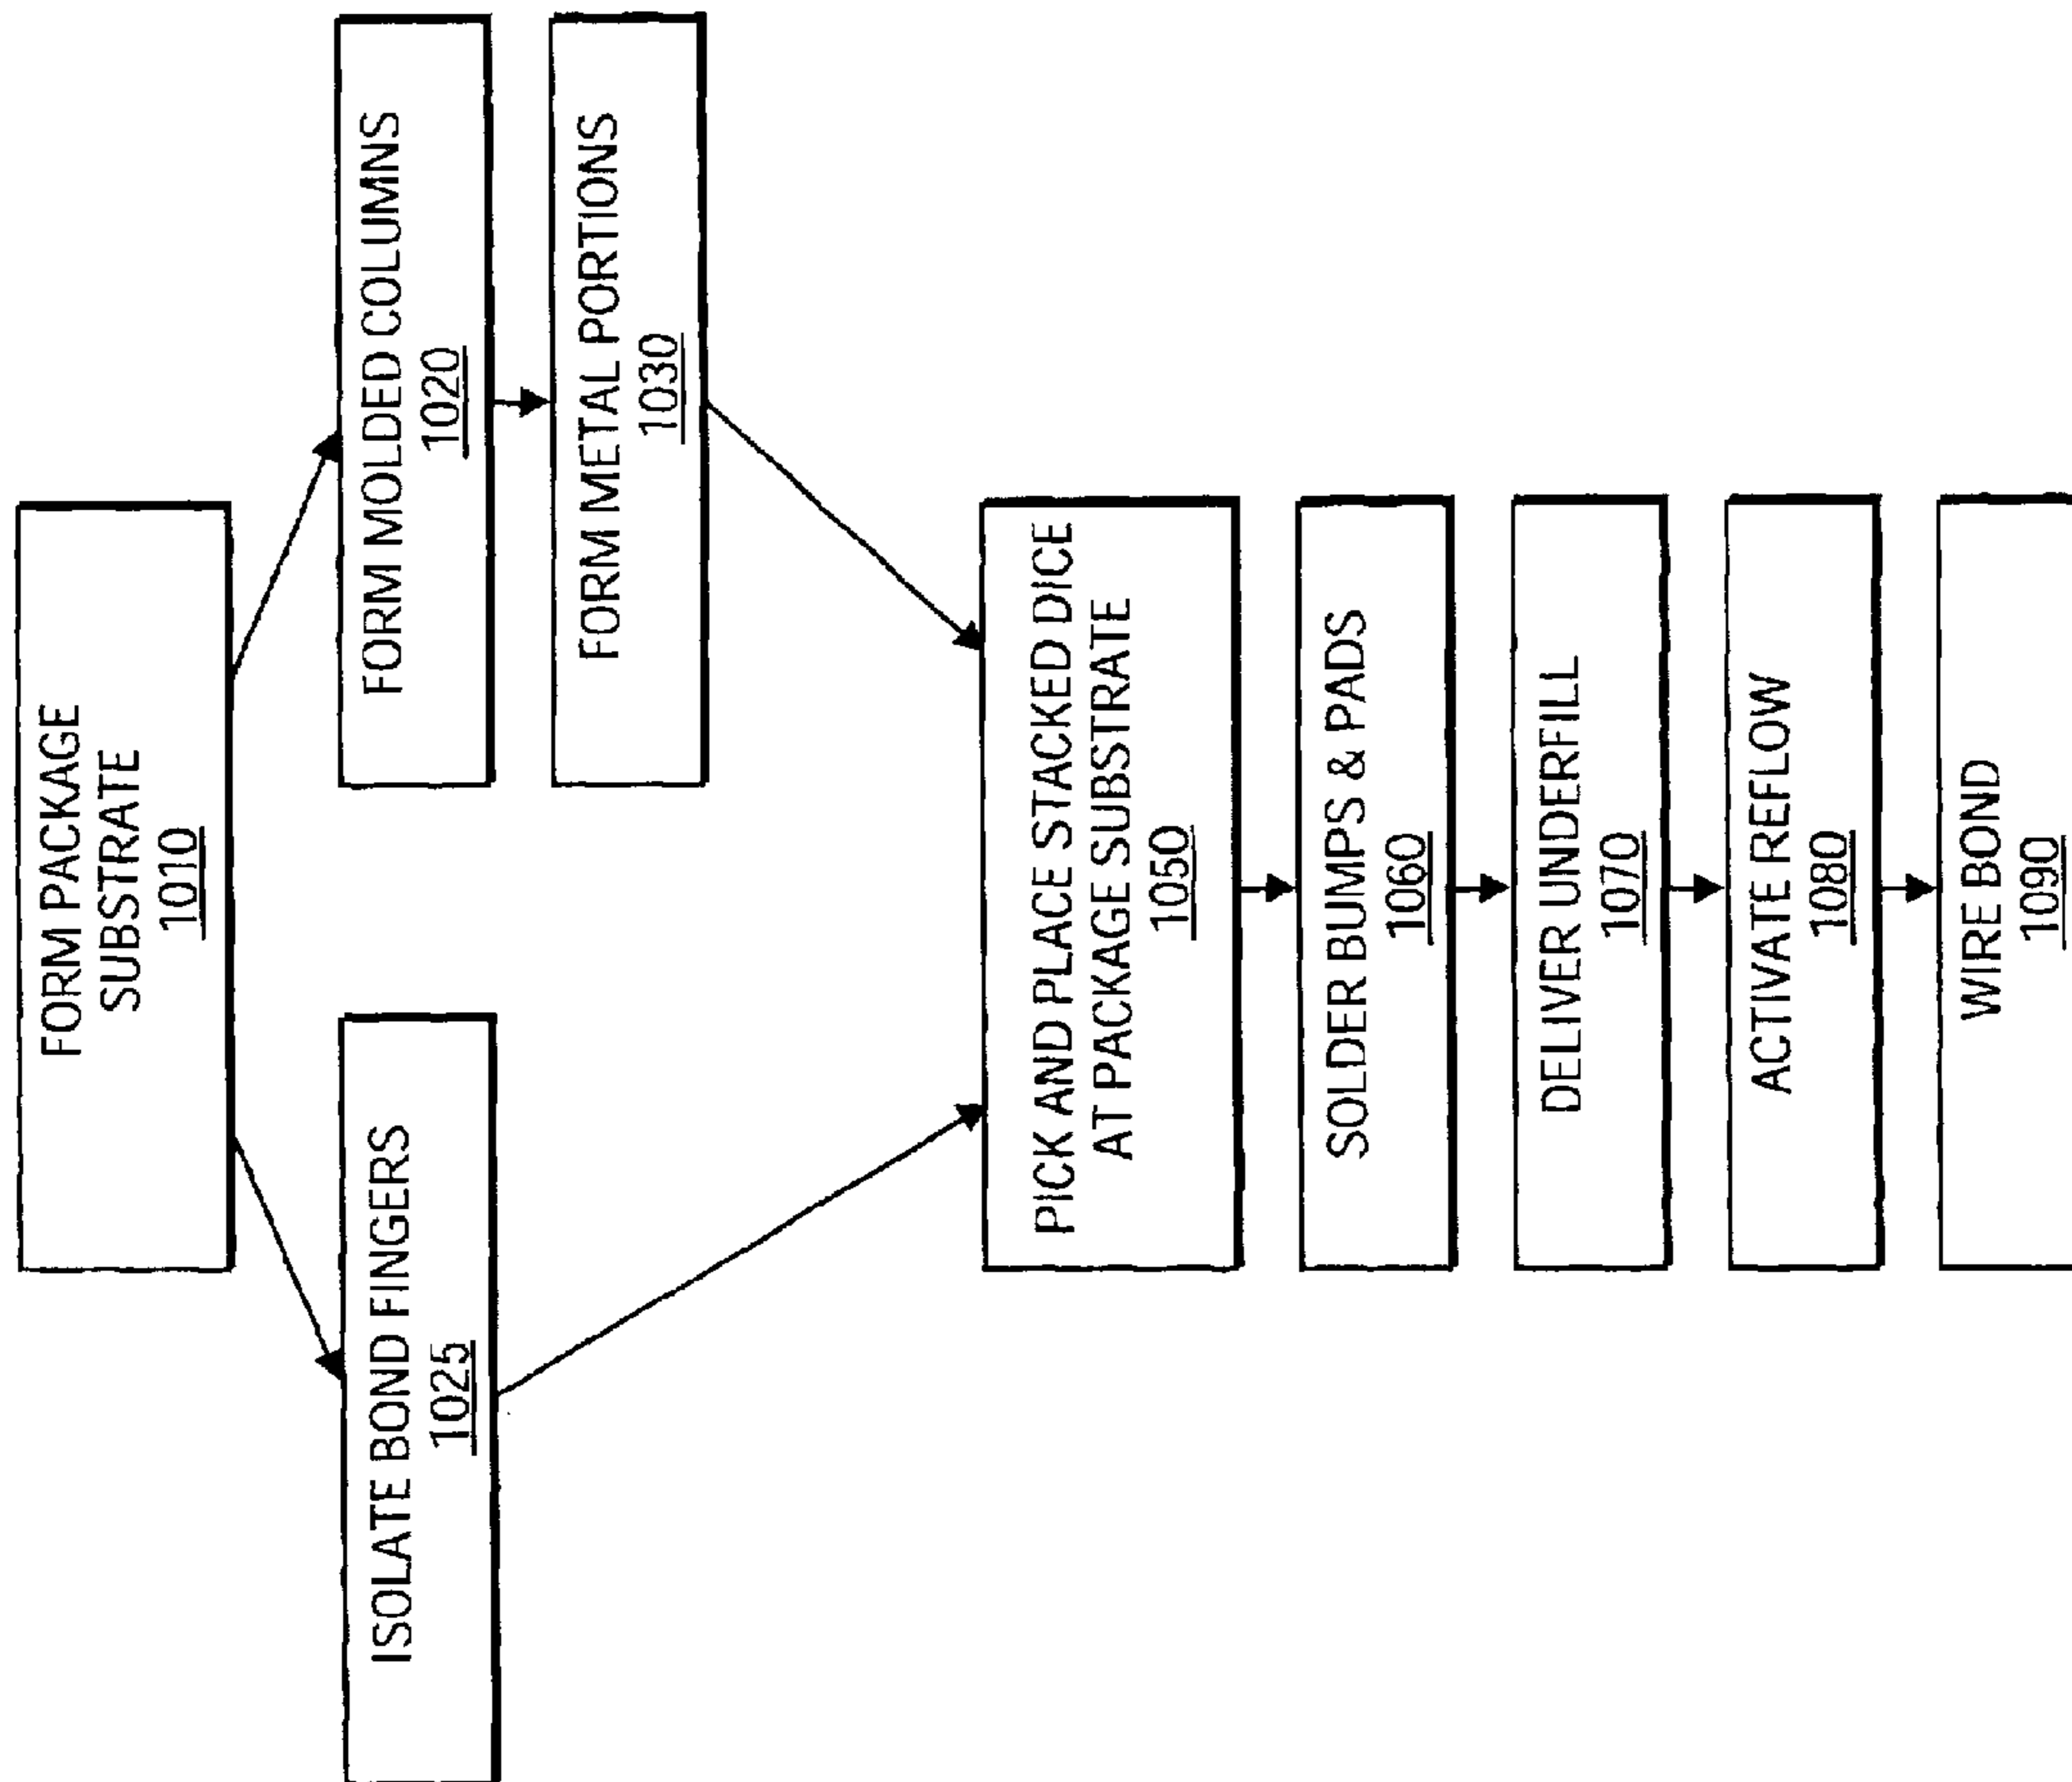 FORM PACKAGE
SUBSTRATE
1010
ISOLATE BOND FINGERS
1025
FORM MOLDED COLUMNS
1020
FORM METAL PORTIONS
1030
PICK AND PLACE STACKED DICE
AT PACKAGE SUBSTRATE
1050
SOLDER BUMPS & PADS
1060
DELIVER UNDERFILL
1070
ACTIVATE REFLOW
1080
WIRE BOND
1090